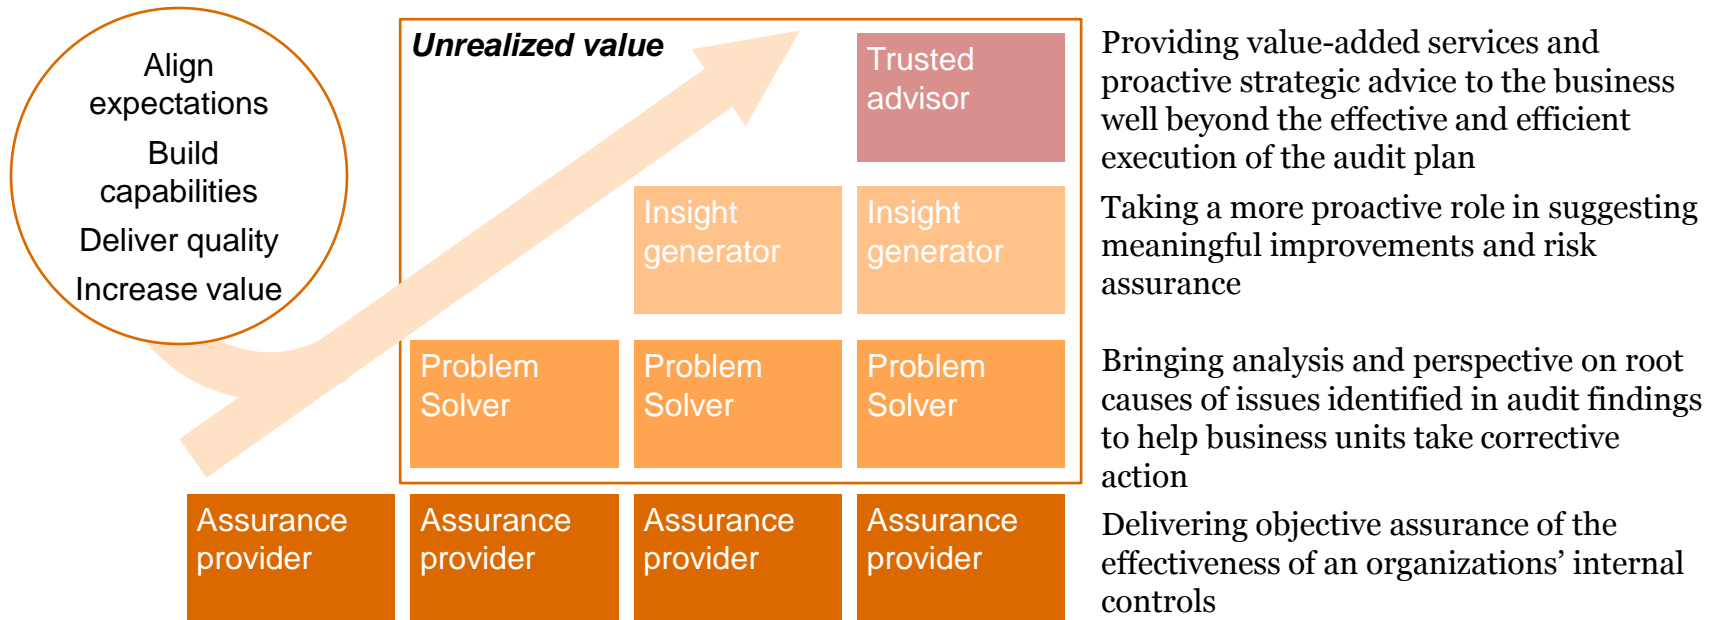 Align
expectations
Build
capabilities
Deliver quality
Increase value
Unrealized value
Trusted
advisor
Providing value-added services and
proactive strategic advice to the business
well beyond the effective and efficient
execution of the audit plan
Insight
generator
Insight
generator
Taking a more proactive role in suggesting
meaningful improvements and risk
assurance
Problem
Solver
Problem
Solver
Problem
Solver
Bringing analysis and perspective on root
causes of issues identified in audit findings
to help business units take corrective
action
Assurance
provider
Assurance
provider
Assurance
provider
Assurance
provider
Delivering objective assurance of the
effectiveness of an organizations’ internal
controls